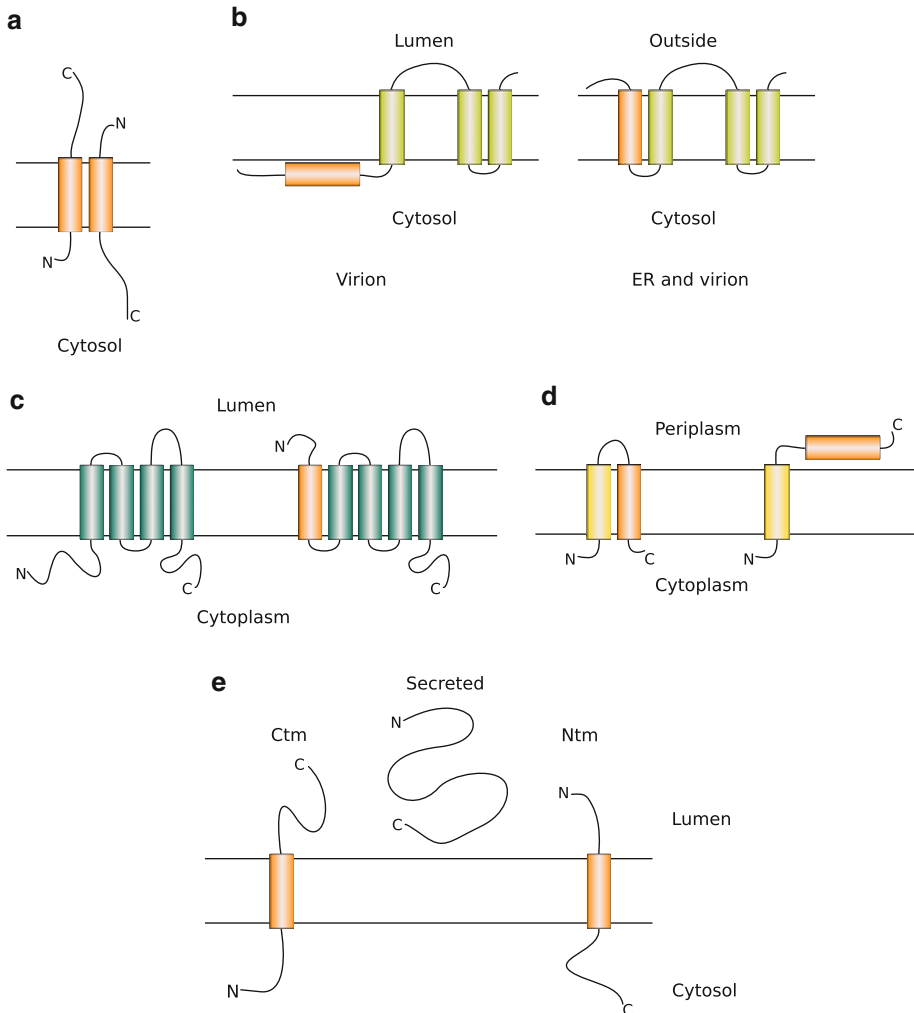 a
C
N
N
C
Cytosol
b
Lumen
Outside
Cytosol
Cytosol
Virion
ER and virion
c
Lumen
N
N
C
C
Cytoplasm
d
Periplasm
C
N
C
N
Cytoplasm
e
Secreted
N
Ctm
Ntm
C
N
C
Lumen
N
Cytosol
C